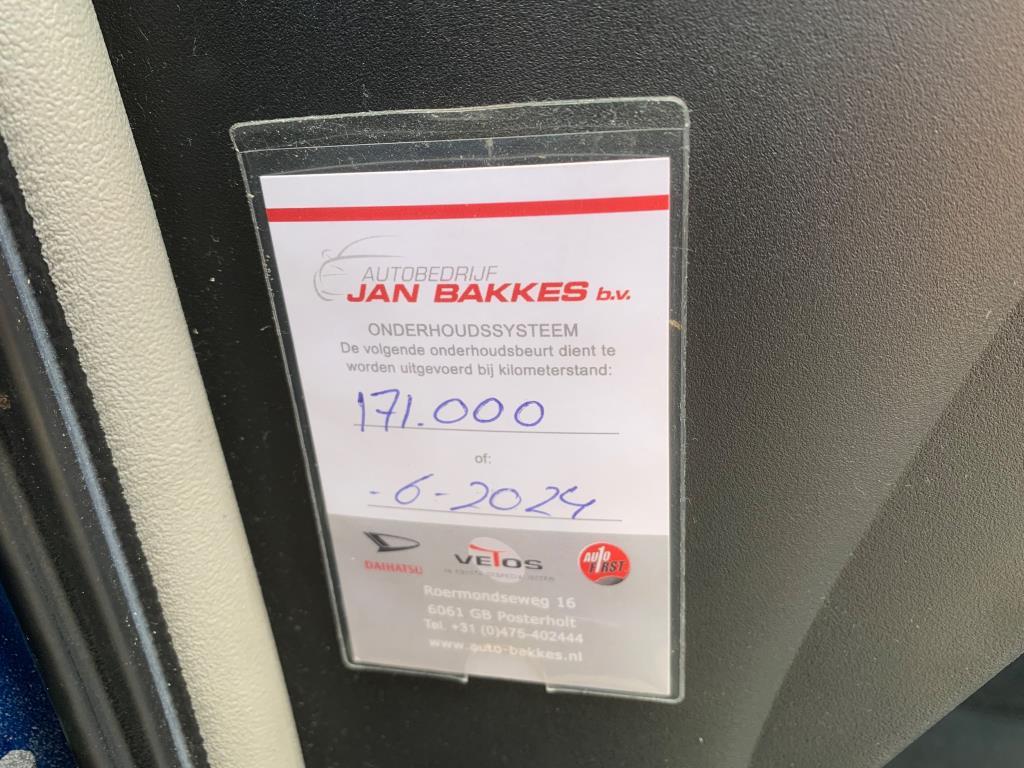 AUTOBEDRIJF
JAN BAKKES b.v.
ONDERHOUDSSYSTEEM
De volgende onderhoudsbeurt dient te
worden uitgevoerd bij kilometerstand:
171.000
of:
-6-2024
DAIHATSU
VETOS
AUTO FIRST
Roermondseweg 16
6061 GB Posterholt
Tel. +31 (0)475-402444
www.auto-bakkes.nl